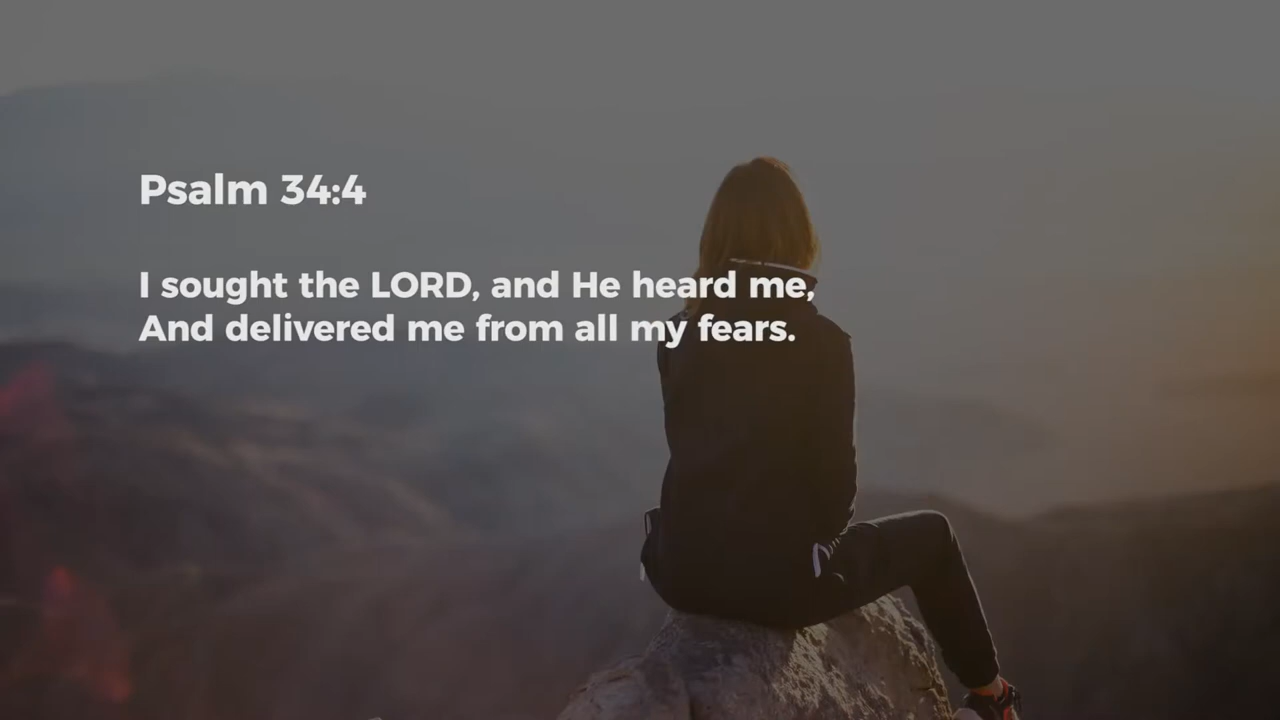 Psalm 34:4
I sought the LORD, and He heard me,
And delivered me from all my fears.